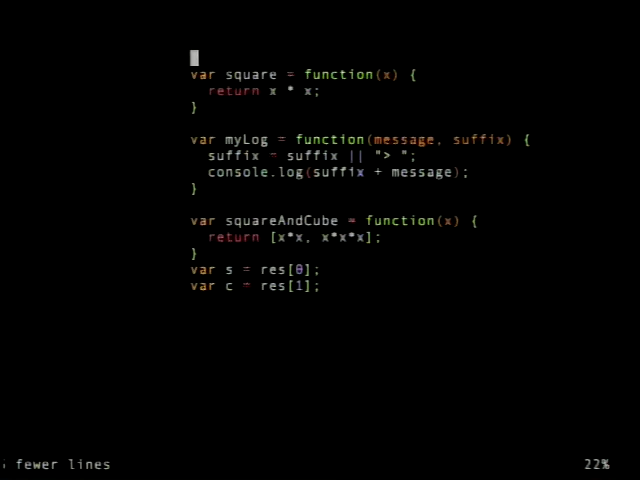 var square = function(x) {
  return x * x;
}
var myLog = function(message, suffix) {
  suffix = suffix || "> ";
  console.log(suffix + message);
}
var squareAndCube = function(x) {
  return [x*x, x*x*x];
}
var s = res[0];
var c = res[1];
fewer lines
22%